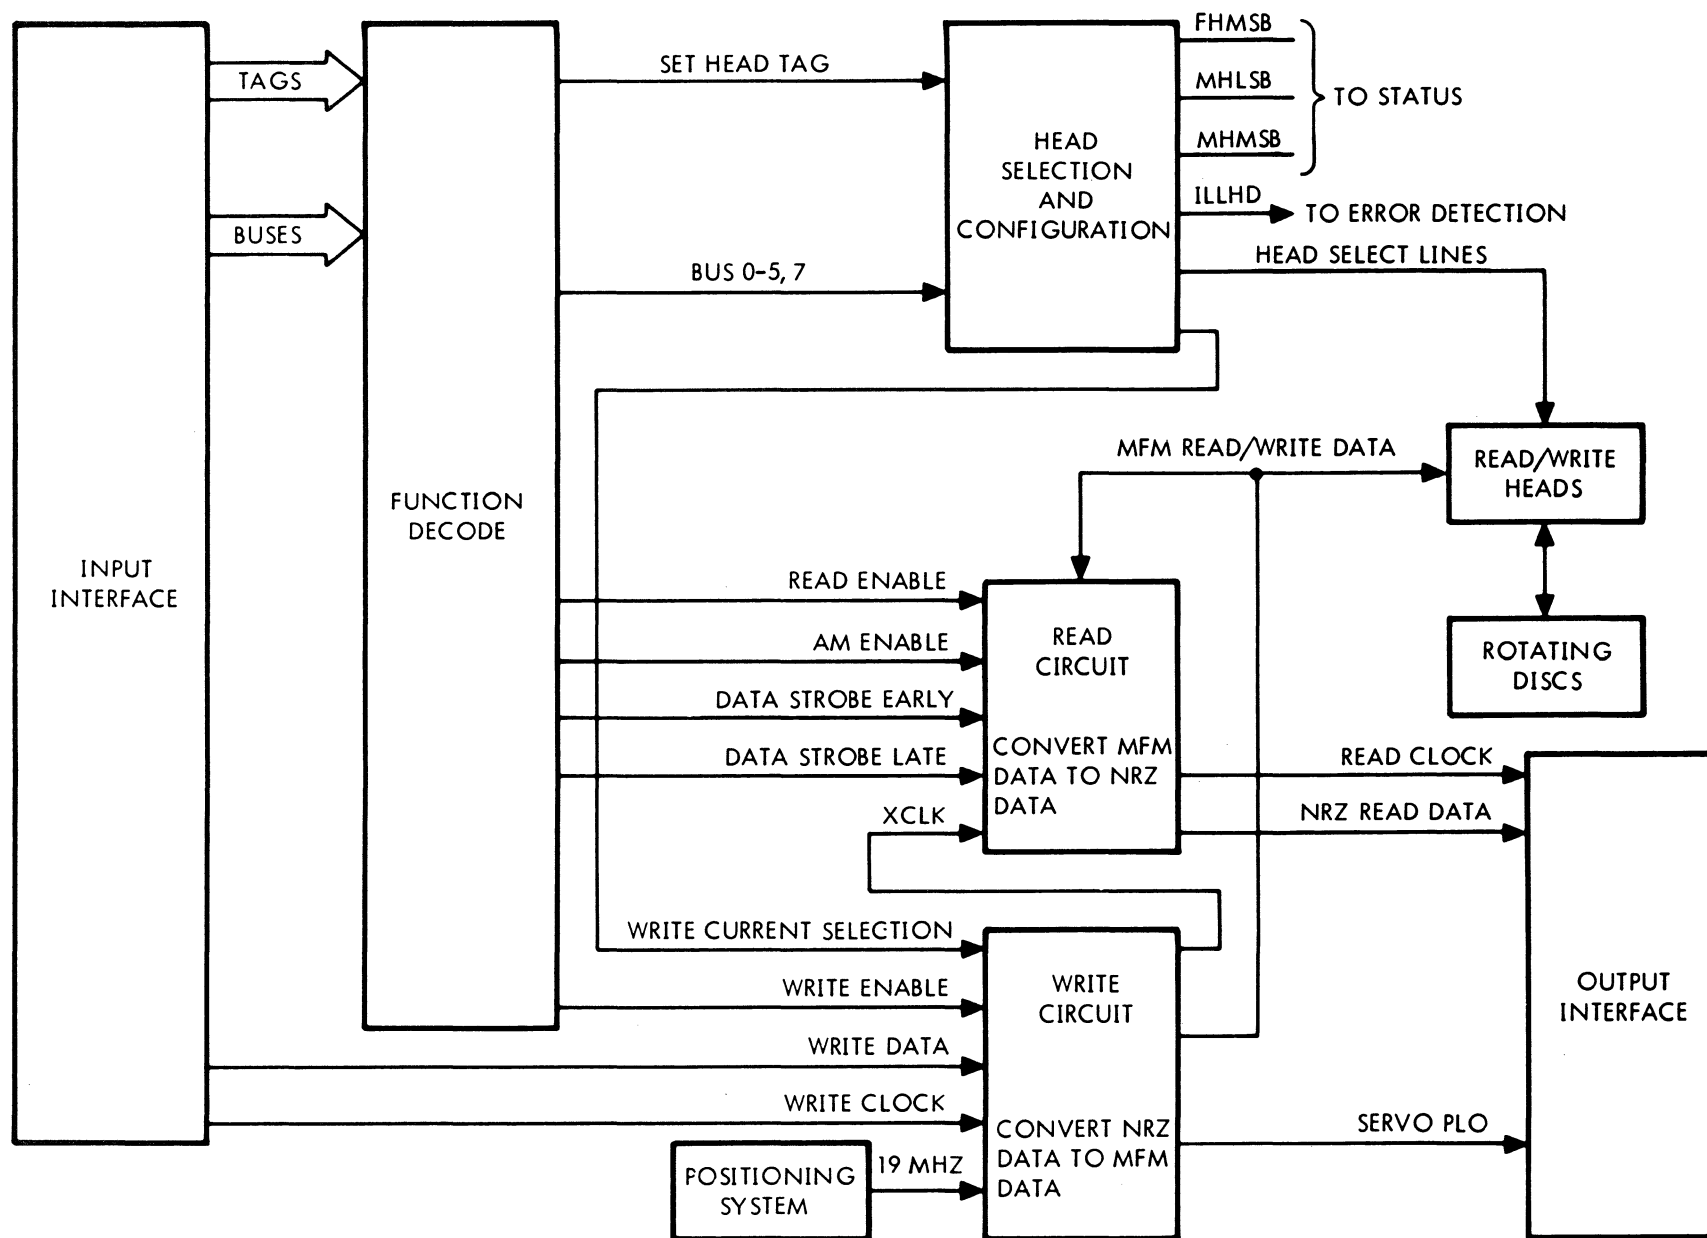 FHMSB
SET HEAD TAG
TAGS
MHLSB
TO STATUS
MHMSB
HEAD
SELECTION
AND
CONFIGURATION
ILLHD
TO ERROR DETECTION
BUSES
HEAD SELECT LINES
BUS 0-5, 7
MFM READ/WRITE DATA
READ/WRITE
HEADS
FUNCTION
DECODE
INPUT
INTERFACE
READ ENABLE
AM ENABLE
DATA STROBE EARLY
DATA STROBE LATE
XCLK
READ
CIRCUIT
CONVERT MFM
DATA TO NRZ
DATA
ROTATING
DISCS
READ CLOCK
NRZ READ DATA
WRITE CURRENT SELECTION
WRITE ENABLE
WRITE DATA
WRITE CLOCK
WRITE
CIRCUIT
CONVERT NRZ
DATA TO MFM
DATA
OUTPUT
INTERFACE
SERVO PLO
POSITIONING
SYSTEM
19 MHZ